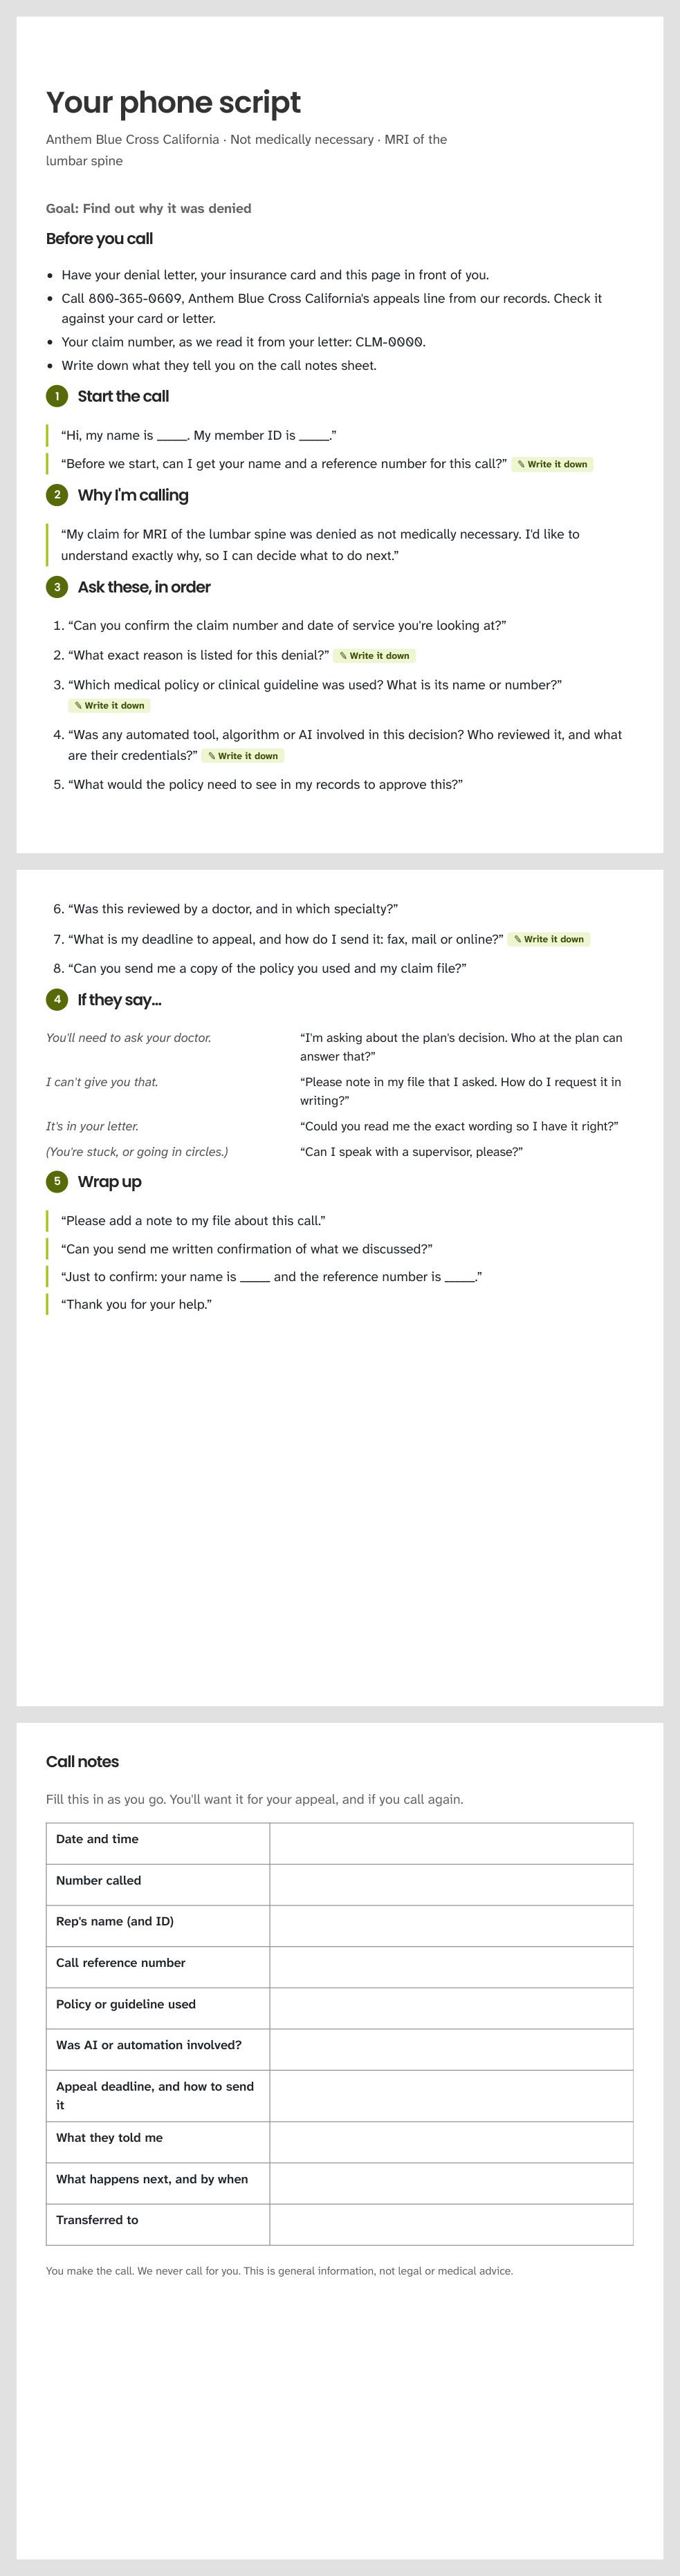 Your phone script
Anthem Blue Cross California · Not medically necessary · MRI of the
lumbar spine
Goal: Find out why it was denied
Before you call
• Have your denial letter, your insurance card and this page in front of you.
• Call 800-365-0609, Anthem Blue Cross California's appeals line from our records. Check it
against your card or letter.
• Your claim number, as we read it from your letter: CLM-0000.
• Write down what they tell you on the call notes sheet.
1 Start the call
“Hi, my name is _____. My member ID is _____.”
“Before we start, can I get your name and a reference number for this call?” ✎ Write it down
2 Why I'm calling
“My claim for MRI of the lumbar spine was denied as not medically necessary. I'd like to
understand exactly why, so I can decide what to do next.”
3 Ask these, in order
1. “Can you confirm the claim number and date of service you're looking at?”
2. “What exact reason is listed for this denial?” ✎ Write it down
3. “Which medical policy or clinical guideline was used? What is its name or number?”
✎ Write it down
4. “Was any automated tool, algorithm or AI involved in this decision? Who reviewed it, and what
are their credentials?” ✎ Write it down
5. “What would the policy need to see in my records to approve this?”
6. “Was this reviewed by a doctor, and in which specialty?”
7. “What is my deadline to appeal, and how do I send it: fax, mail or online?” ✎ Write it down
8. “Can you send me a copy of the policy you used and my claim file?”
4 If they say...
You'll need to ask your doctor. “I'm asking about the plan's decision. Who at the plan can
answer that?”
I can't give you that. “Please note in my file that I asked. How do I request it in
writing?”
It's in your letter. “Could you read me the exact wording so I have it right?”
(You're stuck, or going in circles.) “Can I speak with a supervisor, please?”
5 Wrap up
“Please add a note to my file about this call.”
“Can you send me written confirmation of what we discussed?”
“Just to confirm: your name is _____ and the reference number is _____.”
“Thank you for your help.”
Call notes
Fill this in as you go. You'll want it for your appeal, and if you call again.
Date and time
Number called
Rep's name (and ID)
Call reference number
Policy or guideline used
Was AI or automation involved?
Appeal deadline, and how to send
it
What they told me
What happens next, and by when
Transferred to
You make the call. We never call for you. This is general information, not legal or medical advice.